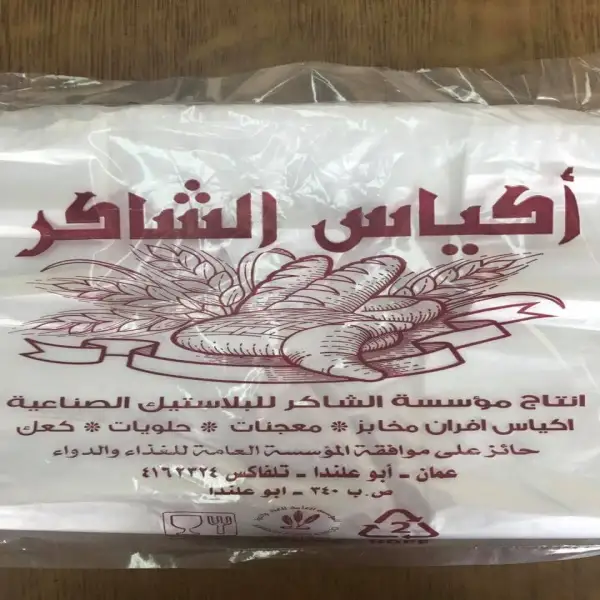 أكياس الشاكر
انتاج مؤسسة الشاكر للبلاستيك الصناعية
اكياس افران مخابز * معجنات * حلويات * كعك
حائز على موافقة المؤسسة العامة للغذاء والدواء
عمان - أبو علندا - تلفاكس ٤١٦٢٣٢٤
ص.ب ٣٤٠ - ابو علندا
2
HDPE